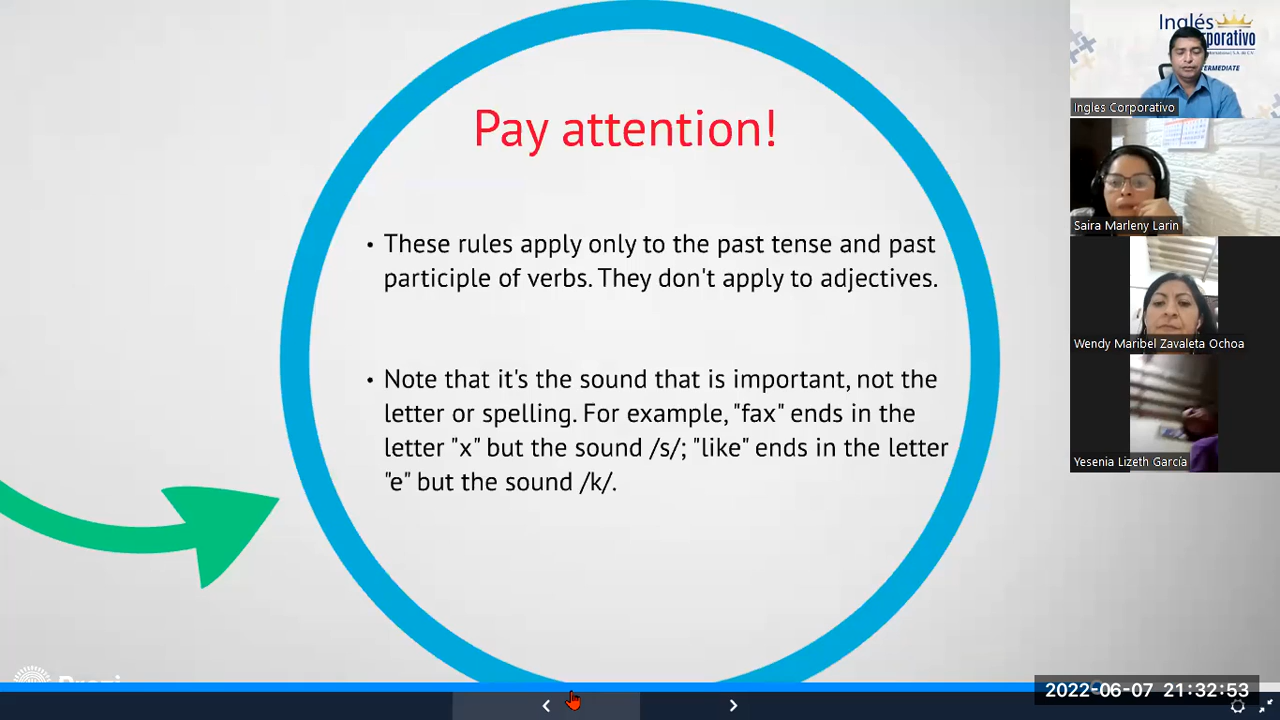 Pay attention!
• These rules apply only to the past tense and past
participle of verbs. They don't apply to adjectives.
• Note that it's the sound that is important, not the
letter or spelling. For example, "fax" ends in the
letter "x" but the sound /s/; "like" ends in the letter
"e" but the sound /k/.
Inglés
Ingles Corporativo
Saira Marleny Larin
Wendy Maribel Zavaleta Ochoa
Yesenia Lizeth García
Prezi
2022-06-07 21:32:53